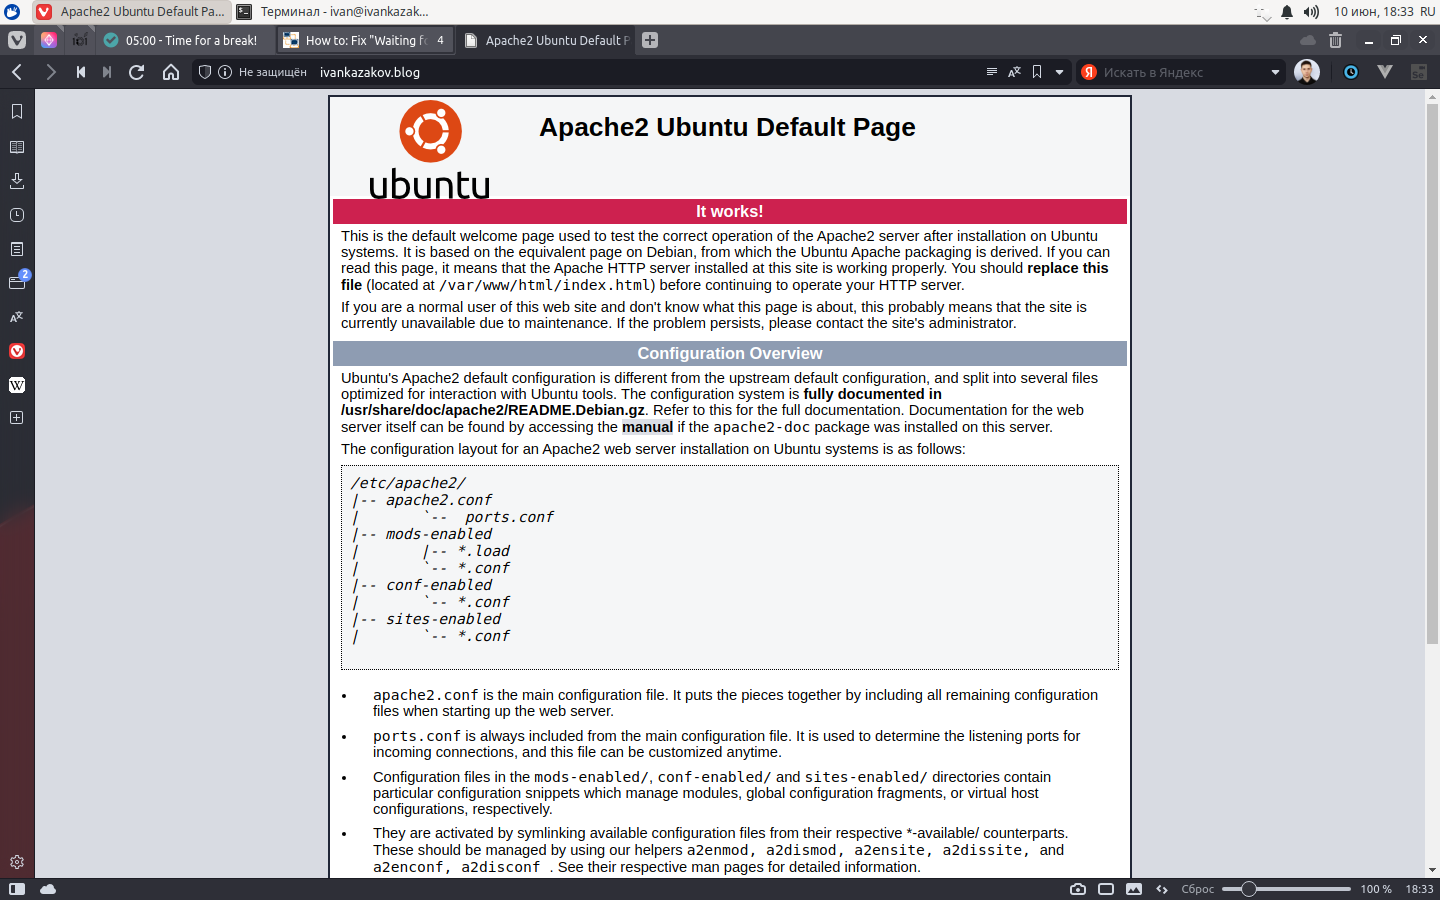 Apache2 Ubuntu Default Pa...
Терминал - ivan@ivankazak...
10 июн, 18:33 RU
05:00 - Time for a break!
How to: Fix "Waiting f
4
Apache2 Ubuntu Default P
Не защищён ivankazakov.blog
Искать в Яндекс
Se
2
W
ubuntu
Apache2 Ubuntu Default Page
It works!
This is the default welcome page used to test the correct operation of the Apache2 server after installation on Ubuntu
systems. It is based on the equivalent page on Debian, from which the Ubuntu Apache packaging is derived. If you can
read this page, it means that the Apache HTTP server installed at this site is working properly. You should replace this
file (located at /var/www/html/index.html) before continuing to operate your HTTP server.
If you are a normal user of this web site and don't know what this page is about, this probably means that the site is
currently unavailable due to maintenance. If the problem persists, please contact the site's administrator.
Configuration Overview
Ubuntu's Apache2 default configuration is different from the upstream default configuration, and split into several files
optimized for interaction with Ubuntu tools. The configuration system is fully documented in
/usr/share/doc/apache2/README.Debian.gz. Refer to this for the full documentation. Documentation for the web
server itself can be found by accessing the manual if the apache2-doc package was installed on this server.
The configuration layout for an Apache2 web server installation on Ubuntu systems is as follows:
/etc/apache2/
|-- apache2.conf
|       `--  ports.conf
|-- mods-enabled
|       |-- *.load
|       `-- *.conf
|-- conf-enabled
|       `-- *.conf
|-- sites-enabled
|       `-- *.conf
• apache2.conf is the main configuration file. It puts the pieces together by including all remaining configuration
files when starting up the web server.
• ports.conf is always included from the main configuration file. It is used to determine the listening ports for
incoming connections, and this file can be customized anytime.
• Configuration files in the mods-enabled/, conf-enabled/ and sites-enabled/ directories contain
particular configuration snippets which manage modules, global configuration fragments, or virtual host
configurations, respectively.
• They are activated by symlinking available configuration files from their respective *-available/ counterparts.
These should be managed by using our helpers a2enmod, a2dismod, a2ensite, a2dissite, and
a2enconf, a2disconf . See their respective man pages for detailed information.
Сброс
100 %
18:33